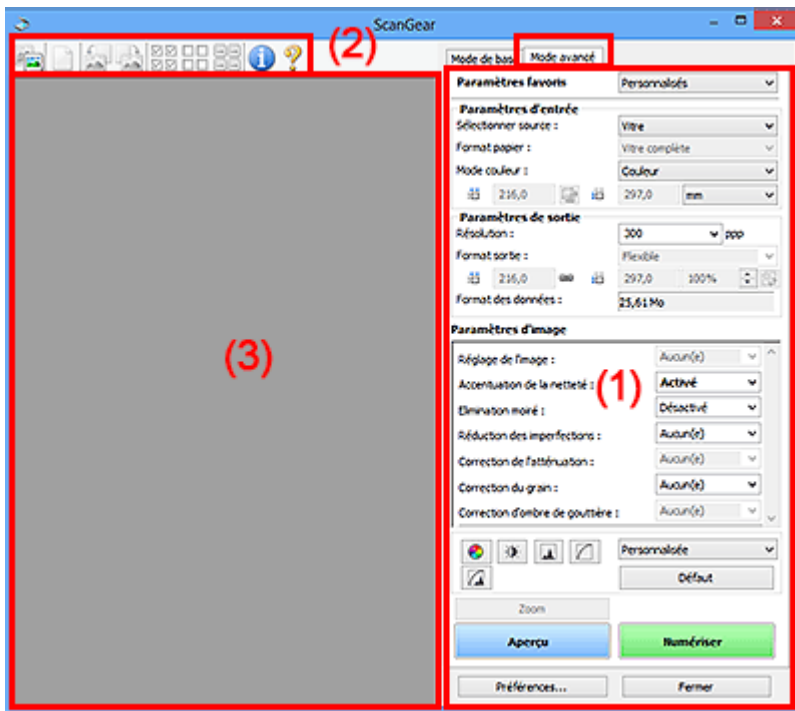 ScanGear
(2)
Mode de base Mode avancé
Paramètres favoris Personnalisés
Paramètres d'entrée
Sélectionner source : Vitre
Format papier : Vitre complète
Mode couleur : Couleur
216,0 297,0 mm
Paramètres de sortie
Résolution : 300 ppp
Format sortie : Flexible
216,0 297,0 100%
Format des données : 25,61 Mo
Paramètres d'image
(3)
Réglage de l'image : Aucun(e)
Accentuation de la netteté : Activé
(1)
Elimination moiré : Désactivé
Réduction des imperfections : Aucun(e)
Correction de l'atténuation : Aucun(e)
Correction du grain : Aucun(e)
Correction d'ombre de gouttière : Aucun(e)
Personnalisée
Défaut
Zoom
Aperçu Numériser
Préférences... Fermer